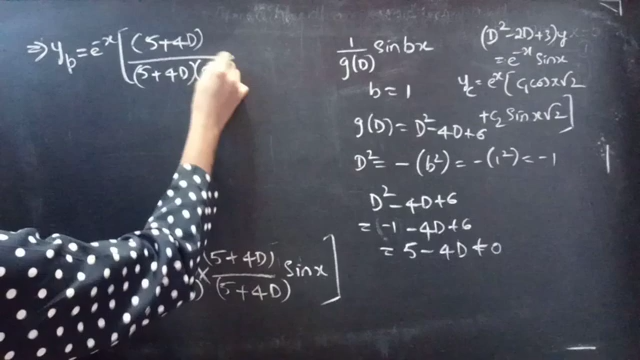 ⇒ y_p = e^-x [ (5+4D)
(5+4D)(
(5+4D)
) × (5+4D) sinx ]
1/g(D) sin bx
b = 1
g(D) = D² - 4D + 6
D² = -(b²) = -(1²) = -1
D² - 4D + 6
= -1 - 4D + 6
= 5 - 4D ≠ 0
(D² - 2D + 3)y
= e^-x sinx
y_c = e^x [ c₁ cos x√2
+ c₂ Sin x√2 ]